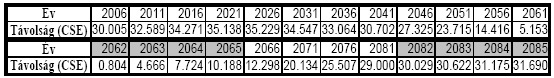 Év 2006 2011 2016 2021 2026 2031 2036 2041 2046 2051 2056 2061
Távolság (CSE) 30.005 32.589 34.271 35.138 35.229 34.547 33.064 30.702 27.325 23.715 14.416 5.153
Év 2062 2063 2064 2065 2066 2071 2076 2081 2082 2083 2084 2085
Távolság (CSE) 0.804 4.666 7.724 10.188 12.298 20.134 25.507 29.000 30.029 30.622 31.175 31.690